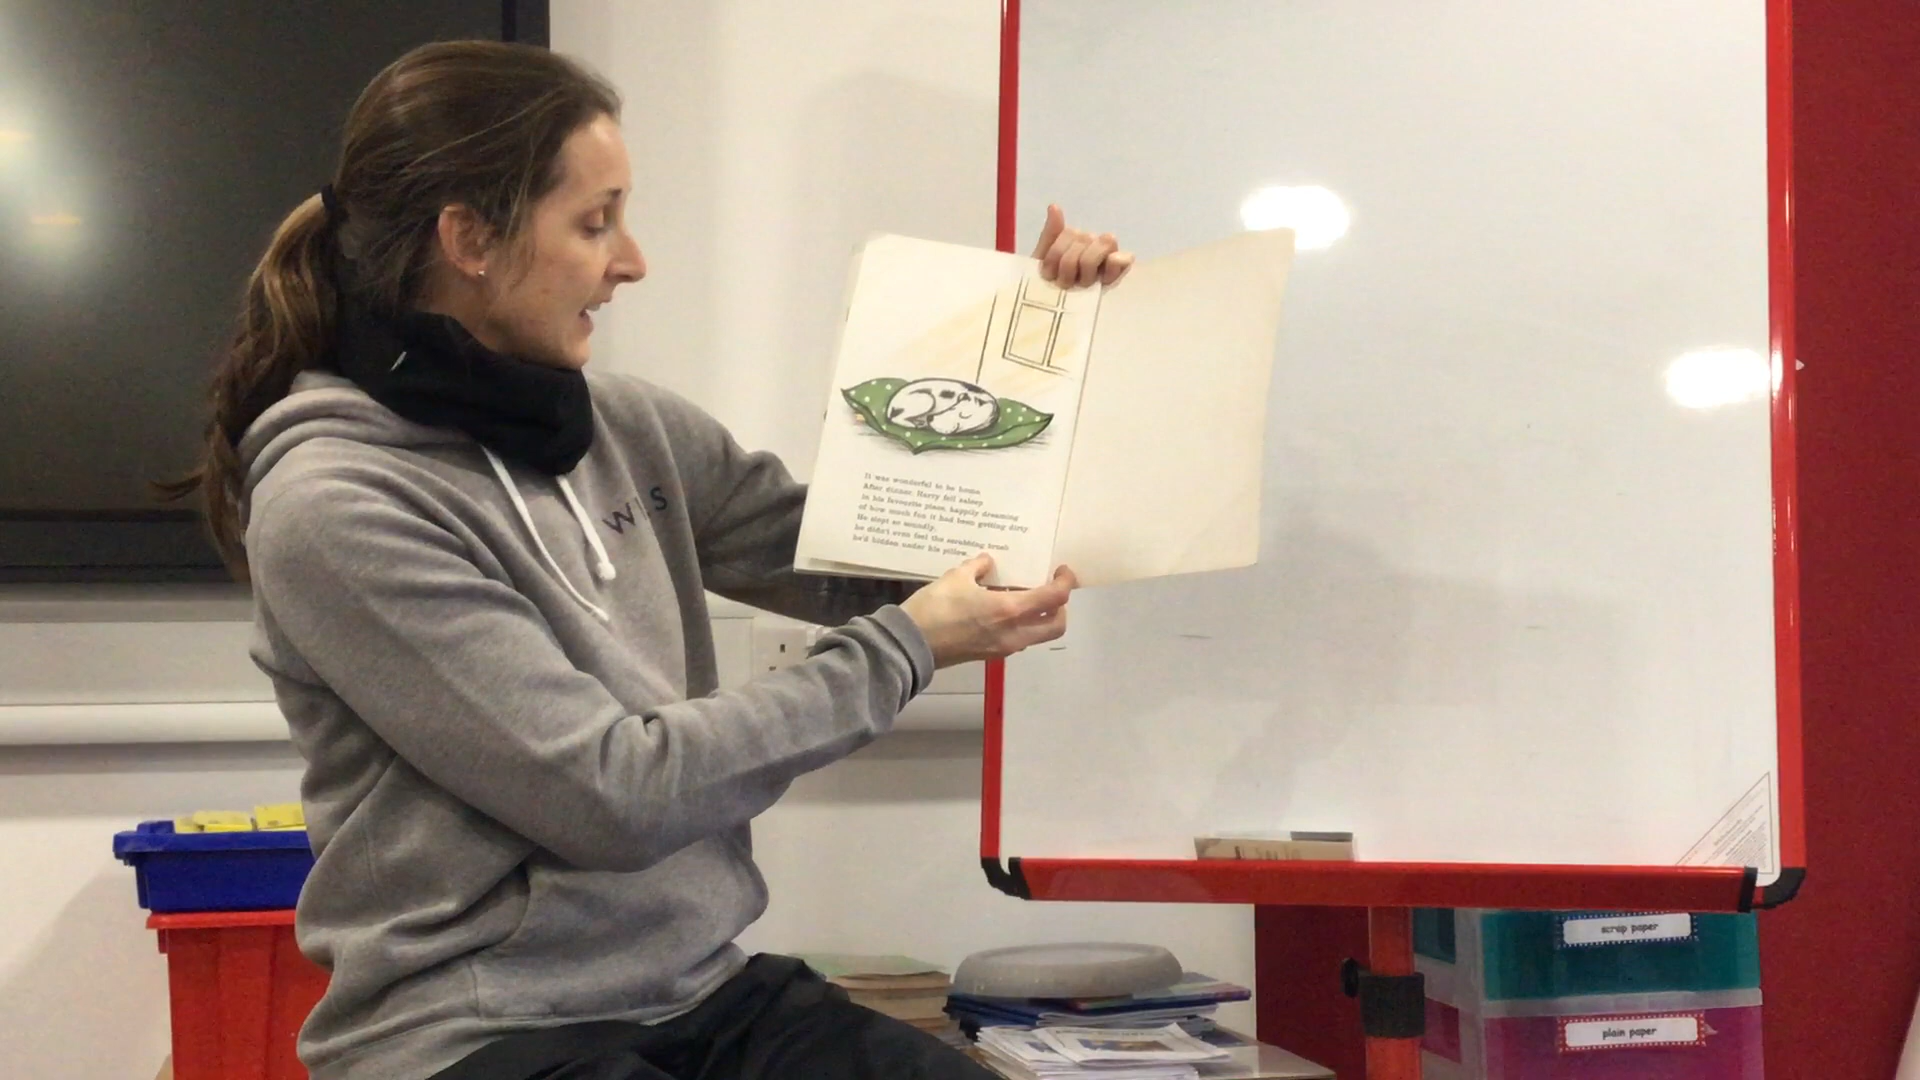 It was wonderful to be home.
After dinner, Harry fell asleep
in his favourite place, happily dreaming
of how much fun it had been getting dirty
He slept so soundly,
he didn't even feel the scrubbing brush
he'd hidden under his pillow.
scrap paper
plain paper